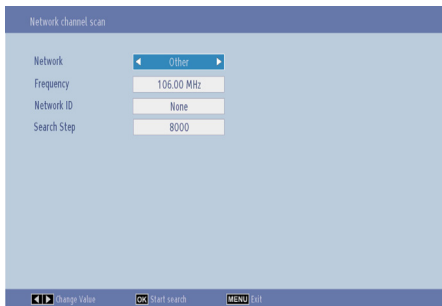 Network channel scan
Network Other
Frequency 106.00 MHz
Network ID None
Search Step 8000
Change Value OK Start search MENU Exit